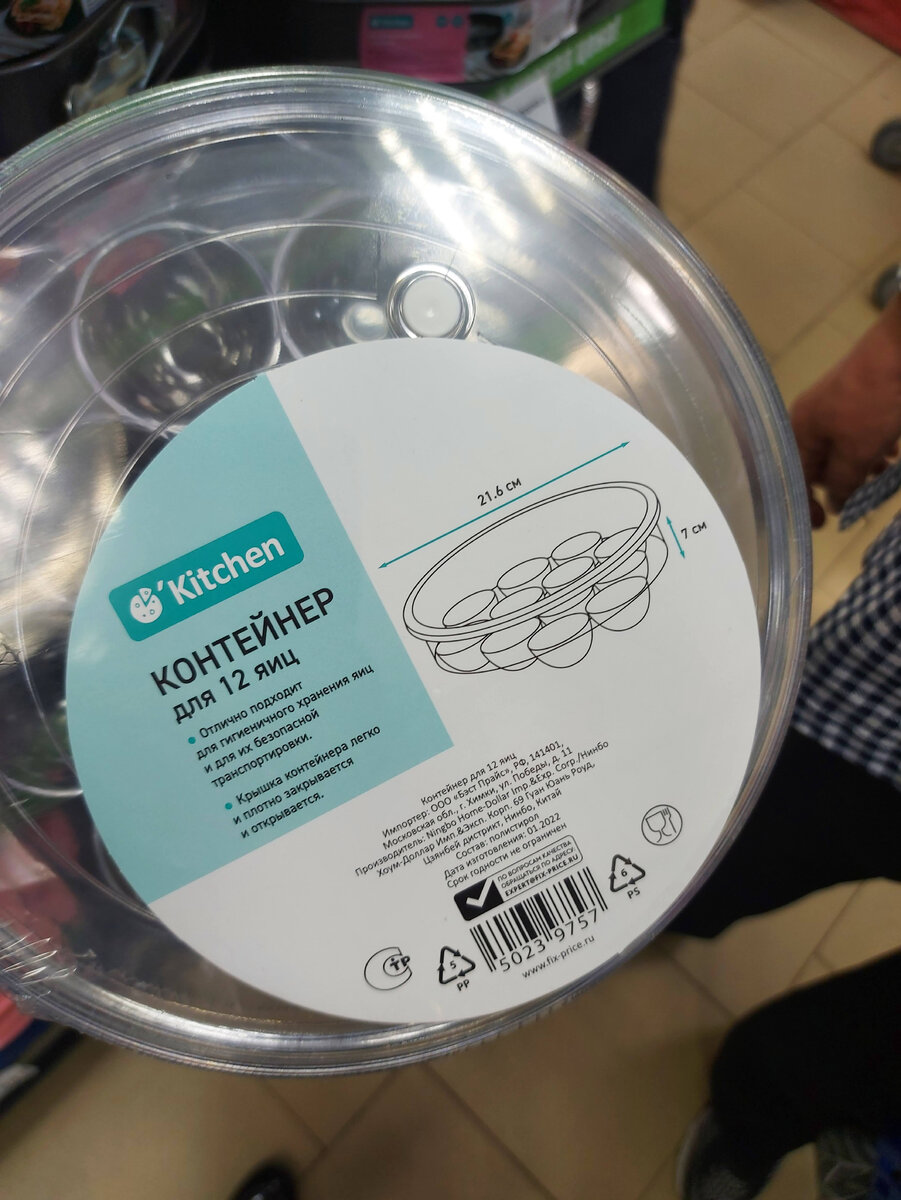 Kitchen
Kitchen
КОНТЕЙНЕР
для 12 яиц
• Отлично подходит
для гигиеничного хранения яиц
и для их безопасной
транспортировки.
• Крышка контейнера легко
и плотно закрывается
и открывается.
21.6 см
7 см
Контейнер для 12 яиц
Импортер: ООО «Бэст Прайс», РФ, 141401,
Московская обл., г. Химки, ул. Победы, д. 11
Производитель: Ningbo Home-Dollar Imp.&Exp. Corp./Нинбо
Хоум-Доллар Имп.&Эксп. Корп. 69 Гуан Юань Роуд,
Цзянбей дистрикт, Нинбо, Китай
Состав: полистирол
Дата изготовления: 01.2022
Срок годности не ограничен
ПО ВОПРОСАМ КАЧЕСТВА
ОБРАЩАТЬСЯ ПО АДРЕСУ:
EXPERT@FIX-PRICE.RU
ТР
5
PP
5023 9757
6
PS
www.fix-price.ru